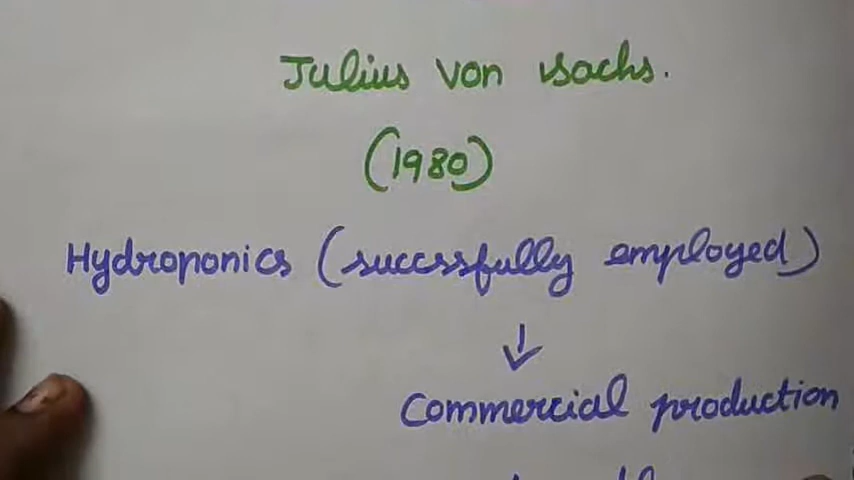 Julius von sachs.
(1980)
Hydroponics (successfully employed)
↓
Commercial production